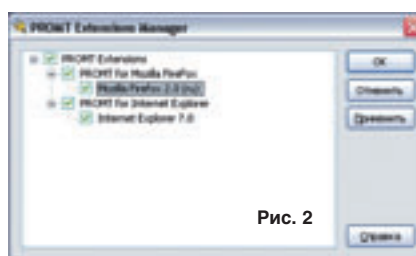 PROMT Extensions Manager
PROMT Extensions
PROMT for Mozilla FireFox
Mozilla Firefox 2.0 (ru)
PROMT for Internet Explorer
Internet Explorer 7.0
OK
Отменить
Применить
Справка
Рис. 2